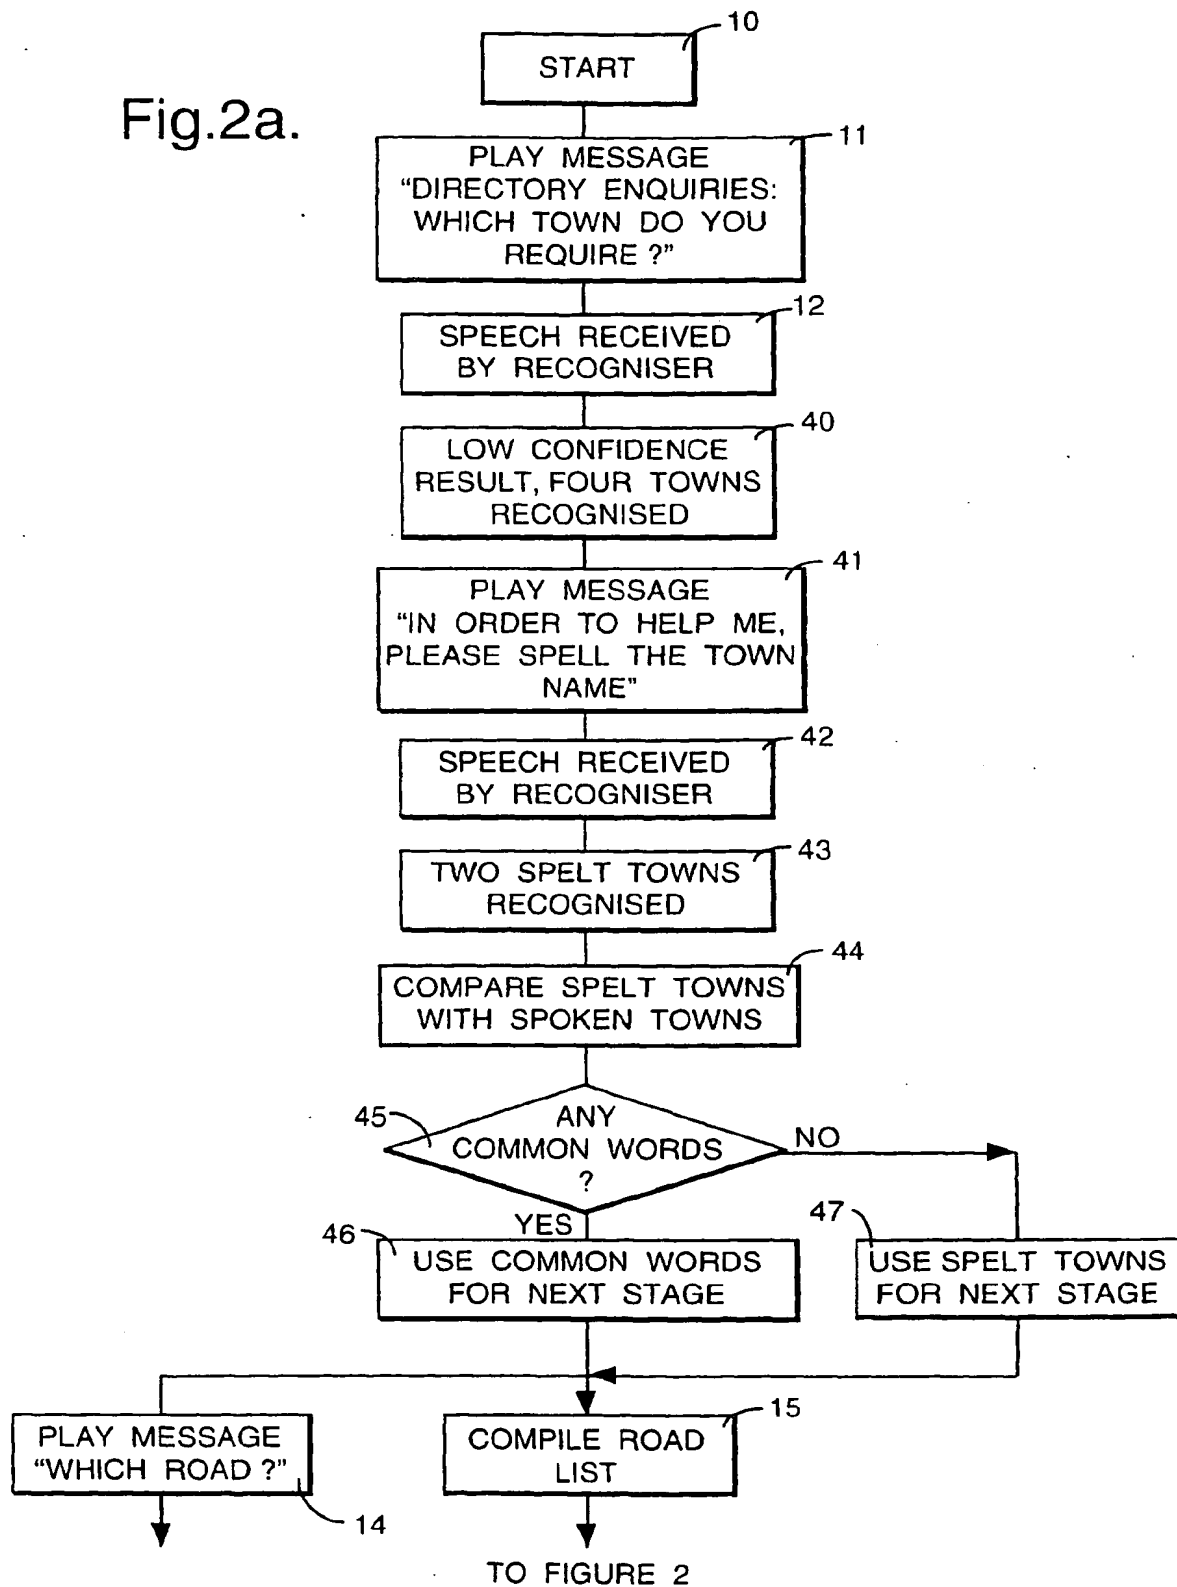 Fig.2a.
10
START
11
PLAY MESSAGE
“DIRECTORY ENQUIRIES:
WHICH TOWN DO YOU
REQUIRE ?”
12
SPEECH RECEIVED
BY RECOGNISER
40
LOW CONFIDENCE
RESULT, FOUR TOWNS
RECOGNISED
41
PLAY MESSAGE
“IN ORDER TO HELP ME,
PLEASE SPELL THE TOWN
NAME”
42
SPEECH RECEIVED
BY RECOGNISER
43
TWO SPELT TOWNS
RECOGNISED
44
COMPARE SPELT TOWNS
WITH SPOKEN TOWNS
45
ANY
COMMON WORDS
?
NO
YES
46
USE COMMON WORDS
FOR NEXT STAGE
47
USE SPELT TOWNS
FOR NEXT STAGE
PLAY MESSAGE
“WHICH ROAD ?”
14
15
COMPILE ROAD
LIST
TO FIGURE 2